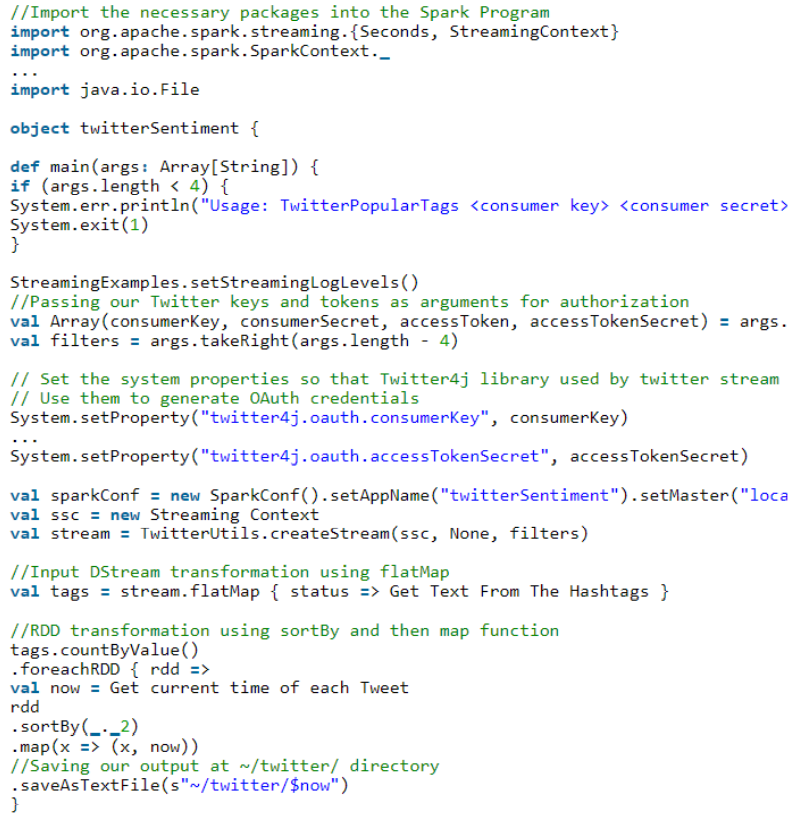 //Import the necessary packages into the Spark Program
import org.apache.spark.streaming.{Seconds, StreamingContext}
import org.apache.spark.SparkContext._
...
import java.io.File
object twitterSentiment {
def main(args: Array[String]) {
if (args.length < 4) {
System.err.println("Usage: TwitterPopularTags <consumer key> <consumer secret>
System.exit(1)
}
StreamingExamples.setStreamingLogLevels()
//Passing our Twitter keys and tokens as arguments for authorization
val Array(consumerKey, consumerSecret, accessToken, accessTokenSecret) = args.
val filters = args.takeRight(args.length - 4)
// Set the system properties so that Twitter4j library used by twitter stream
// Use them to generate OAuth credentials
System.setProperty("twitter4j.oauth.consumerKey", consumerKey)
...
System.setProperty("twitter4j.oauth.accessTokenSecret", accessTokenSecret)
val sparkConf = new SparkConf().setAppName("twitterSentiment").setMaster("loca
val ssc = new Streaming Context
val stream = TwitterUtils.createStream(ssc, None, filters)
//Input DStream transformation using flatMap
val tags = stream.flatMap { status => Get Text From The Hashtags }
//RDD transformation using sortBy and then map function
tags.countByValue()
.foreachRDD { rdd =>
val now = Get current time of each Tweet
rdd
.sortBy(_._2)
.map(x => (x, now))
//Saving our output at ~/twitter/ directory
.saveAsTextFile(s"~/twitter/$now")
}